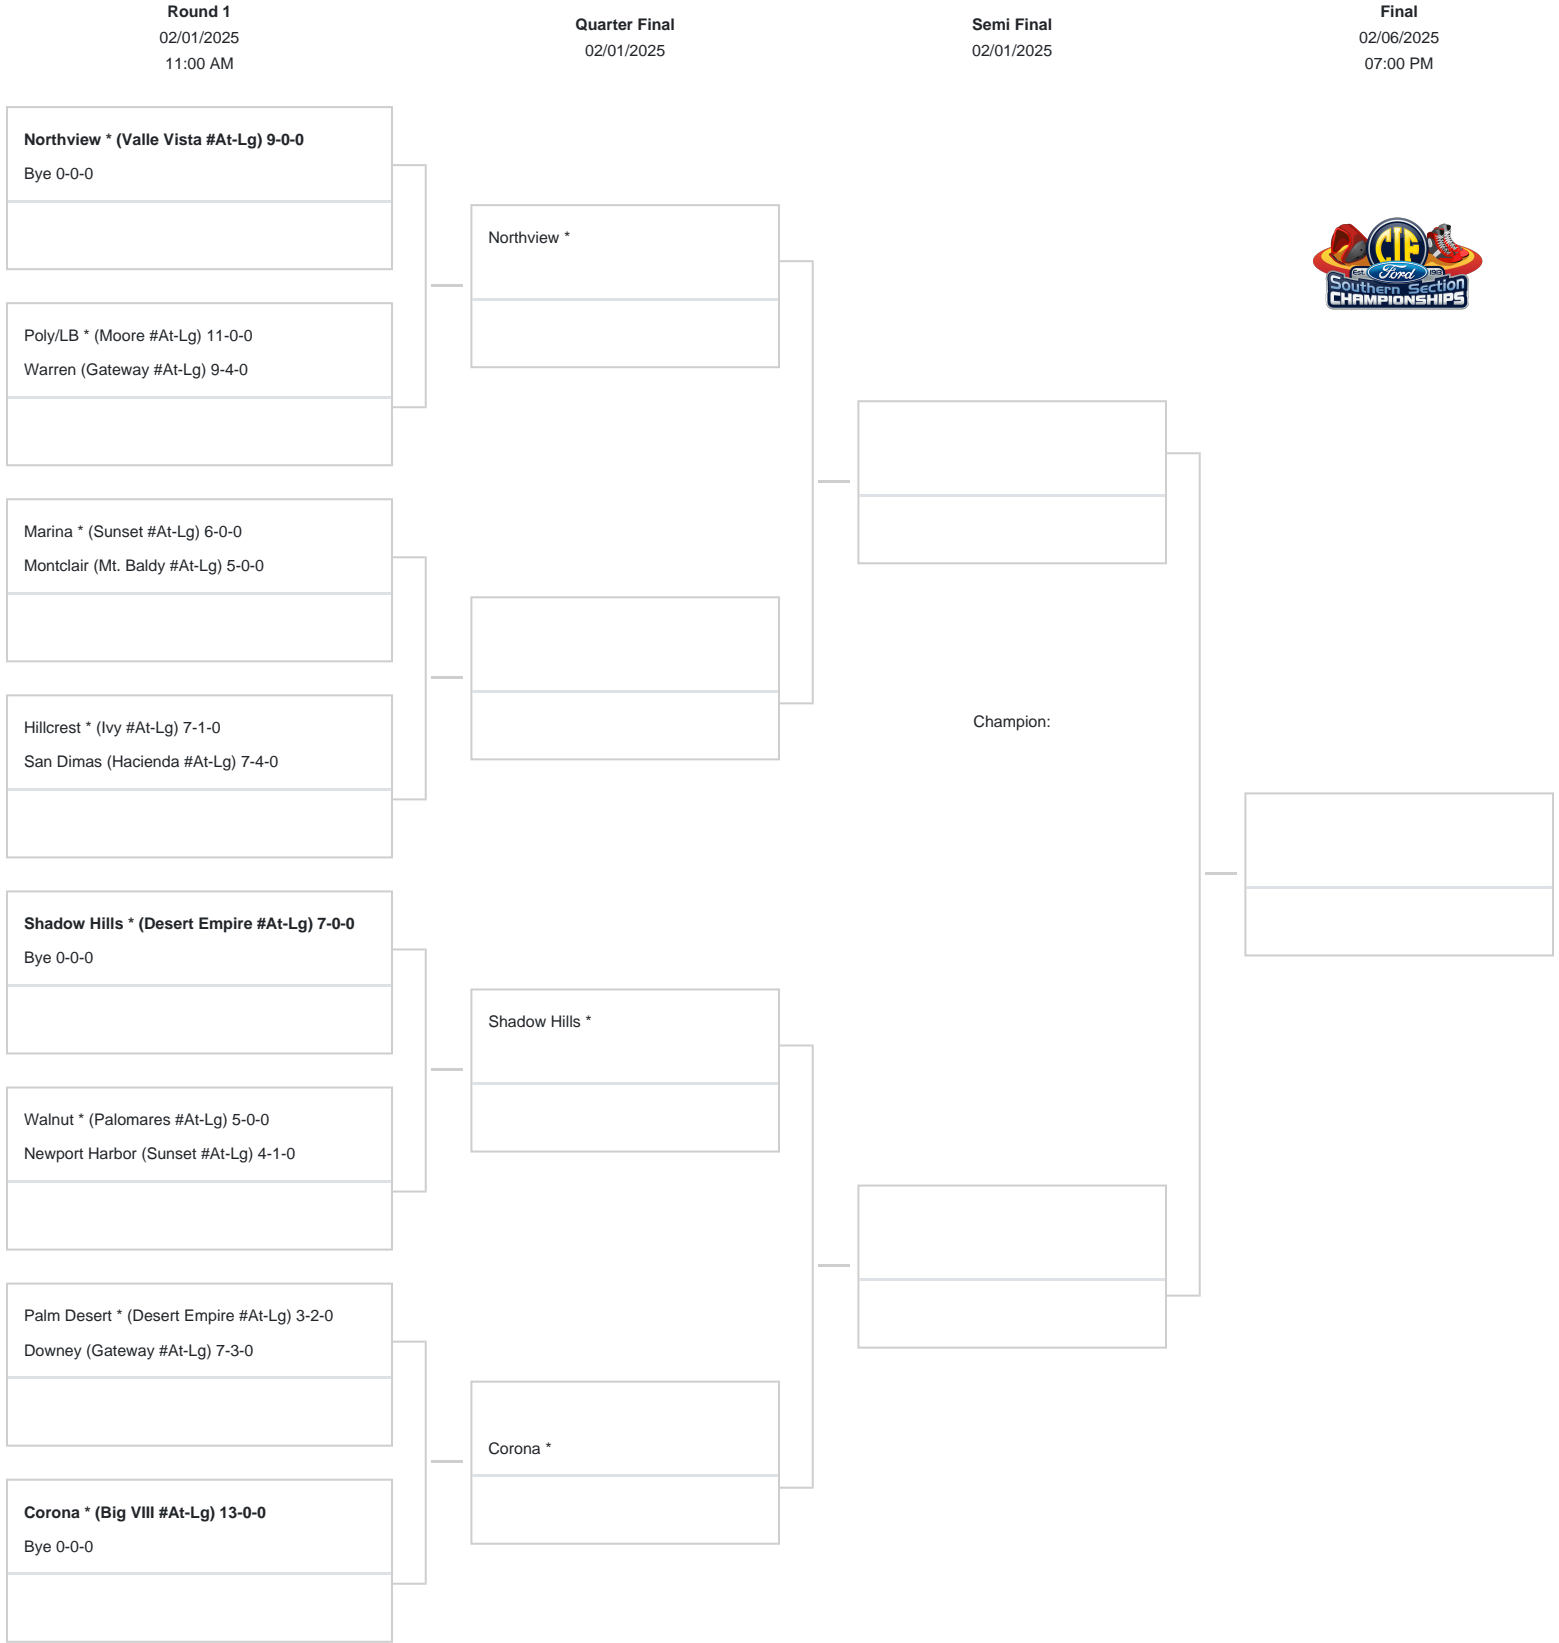 Round 1
02/01/2025
11:00 AM
Quarter Final
02/01/2025
Semi Final
02/01/2025
Final
02/06/2025
07:00 PM
Northview * (Valle Vista #At-Lg) 9-0-0
Bye 0-0-0
Poly/LB * (Moore #At-Lg) 11-0-0
Warren (Gateway #At-Lg) 9-4-0
Marina * (Sunset #At-Lg) 6-0-0
Montclair (Mt. Baldy #At-Lg) 5-0-0
Hillcrest * (Ivy #At-Lg) 7-1-0
San Dimas (Hacienda #At-Lg) 7-4-0
Shadow Hills * (Desert Empire #At-Lg) 7-0-0
Bye 0-0-0
Walnut * (Palomares #At-Lg) 5-0-0
Newport Harbor (Sunset #At-Lg) 4-1-0
Palm Desert * (Desert Empire #At-Lg) 3-2-0
Downey (Gateway #At-Lg) 7-3-0
Corona * (Big VIII #At-Lg) 13-0-0
Bye 0-0-0
Northview *
Shadow Hills *
Corona *
Champion:
CIF
Est. Ford 1913
Southern Section
CHAMPIONSHIPS